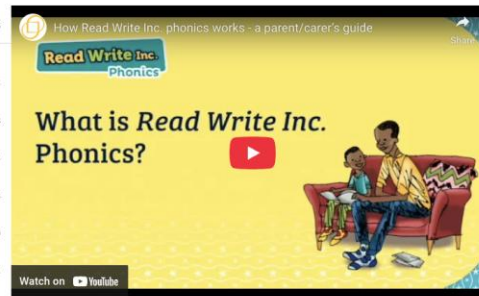 How Read Write Inc. phonics works - a parent/carer's guide
Share
Read Write Inc.
Phonics
What is Read Write Inc.
Phonics?
Watch on YouTube